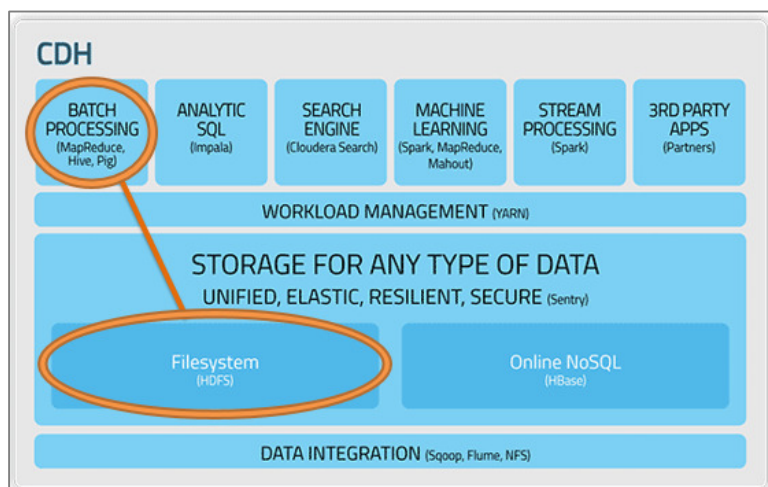 CDH
BATCH
PROCESSING
(MapReduce,
Hive, Pig)
ANALYTIC
SQL
(Impala)
SEARCH
ENGINE
(Cloudera Search)
MACHINE
LEARNING
(Spark, MapReduce,
Mahout)
STREAM
PROCESSING
(Spark)
3RD PARTY
APPS
(Partners)
WORKLOAD MANAGEMENT (YARN)
STORAGE FOR ANY TYPE OF DATA
UNIFIED, ELASTIC, RESILIENT, SECURE (Sentry)
Filesystem
(HDFS)
Online NoSQL
(HBase)
DATA INTEGRATION (Sqoop, Flume, NFS)